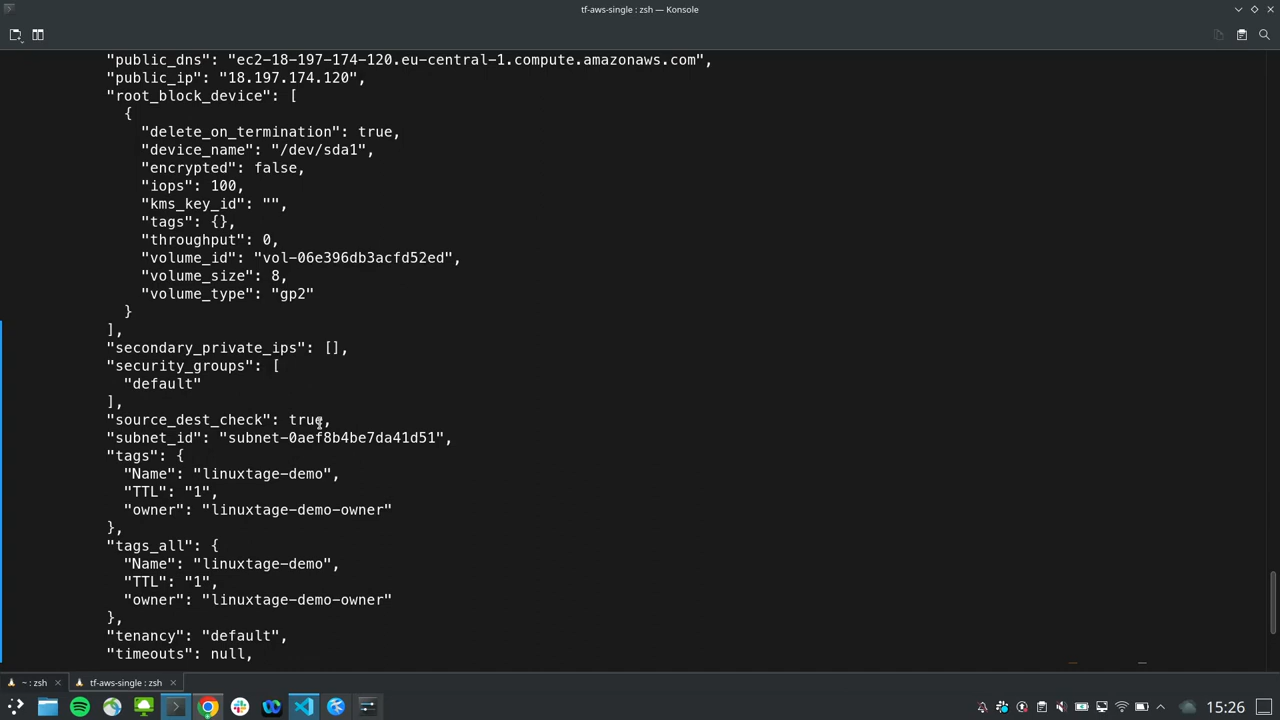 tf-aws-single : zsh — Konsole
"public_dns": "ec2-18-197-174-120.eu-central-1.compute.amazonaws.com",
"public_ip": "18.197.174.120",
"root_block_device": [
{
"delete_on_termination": true,
"device_name": "/dev/sda1",
"encrypted": false,
"iops": 100,
"kms_key_id": "",
"tags": {},
"throughput": 0,
"volume_id": "vol-06e396db3acfd52ed",
"volume_size": 8,
"volume_type": "gp2"
}
],
"secondary_private_ips": [],
"security_groups": [
"default"
],
"source_dest_check": true,
"subnet_id": "subnet-0aef8b4be7da41d51",
"tags": {
"Name": "linuxtage-demo",
"TTL": "1",
"owner": "linuxtage-demo-owner"
},
"tags_all": {
"Name": "linuxtage-demo",
"TTL": "1",
"owner": "linuxtage-demo-owner"
},
"tenancy": "default",
"timeouts": null,
~ : zsh
tf-aws-single : zsh
15:26